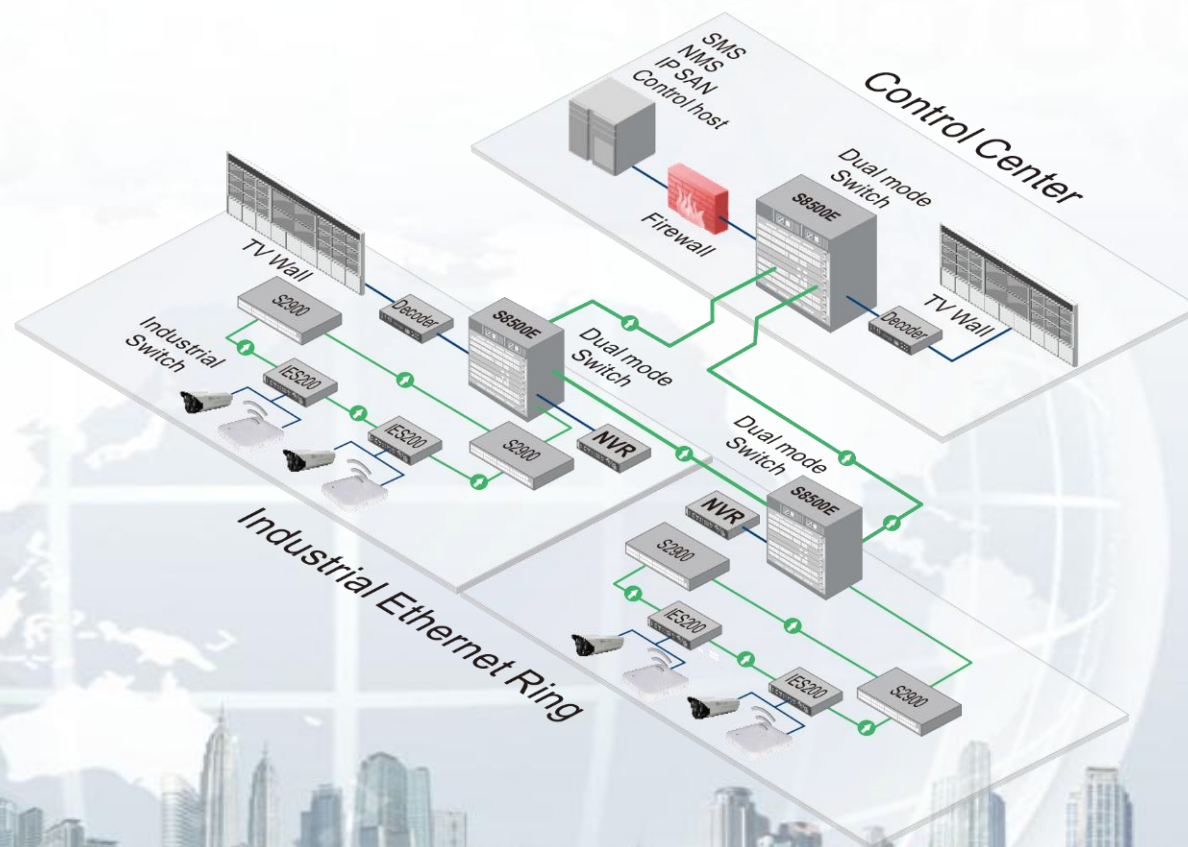 SMS
NMS
IP SAN
Control host
Control Center
Firewall
S8500E
Dual mode
Switch
Decoder
TV Wall
TV Wall
Decoder
S8500E
Dual mode
Switch
S2900
Industrial
Switch
IES200
IES200
S2900
NVR
Industrial Ethernet Ring
Dual mode
Switch
S8500E
NVR
S2900
IES200
IES200
S2900